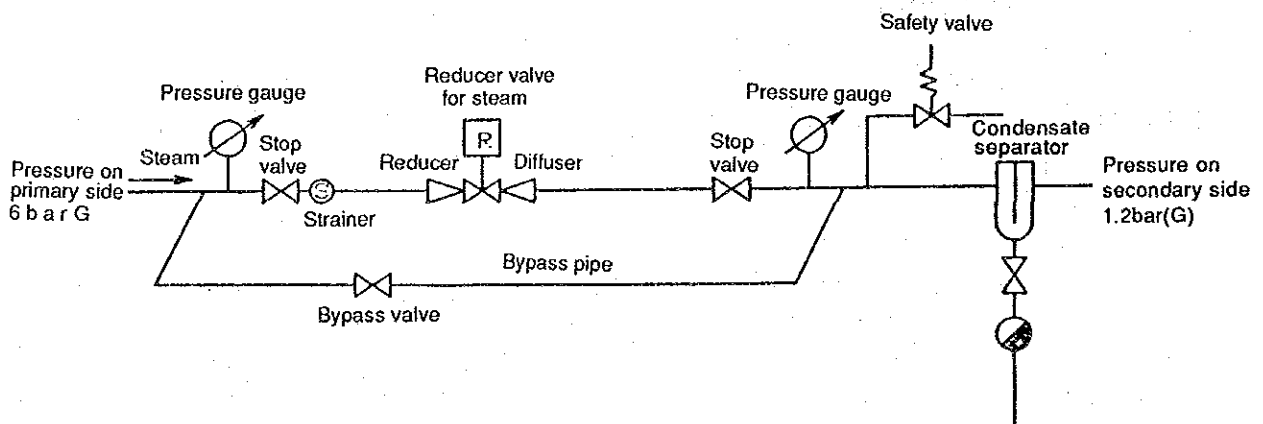 Safety valve
Reducer valve
for steam
Pressure gauge
Pressure gauge
R
Condensate
separator
Steam
Stop
valve
Reducer
Diffuser
Stop
valve
Pressure on
primary side
6 bar G
Pressure on
secondary side
1.2bar(G)
S
Strainer
Bypass pipe
Bypass valve